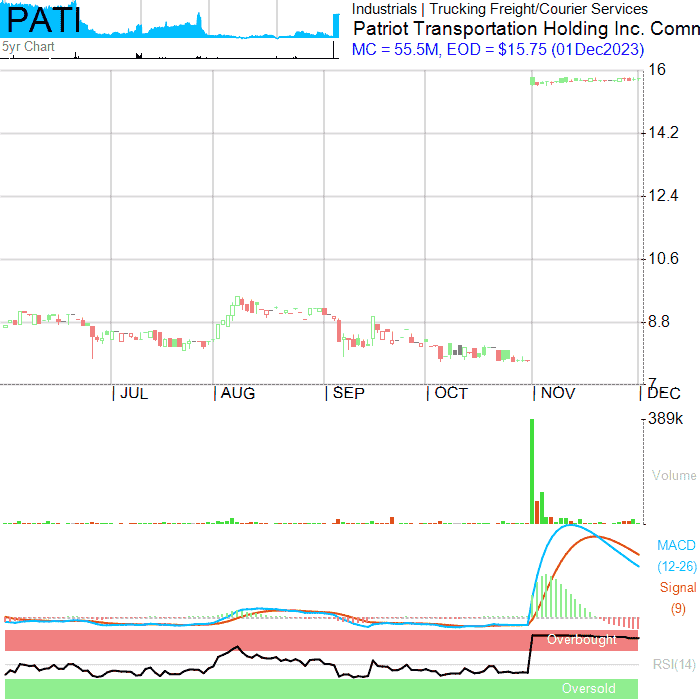 PATI
5yr Chart
Industrials | Trucking Freight/Courier Services
Patriot Transportation Holding Inc. Comn
MC = 55.5M, EOD = $15.75 (01Dec2023)
16
14.2
12.4
10.6
8.8
7
JUL
AUG
SEP
OCT
NOV
DEC
389k
Volume
MACD
(12-26)
Signal
(9)
Overbought
RSI(14)
Oversold